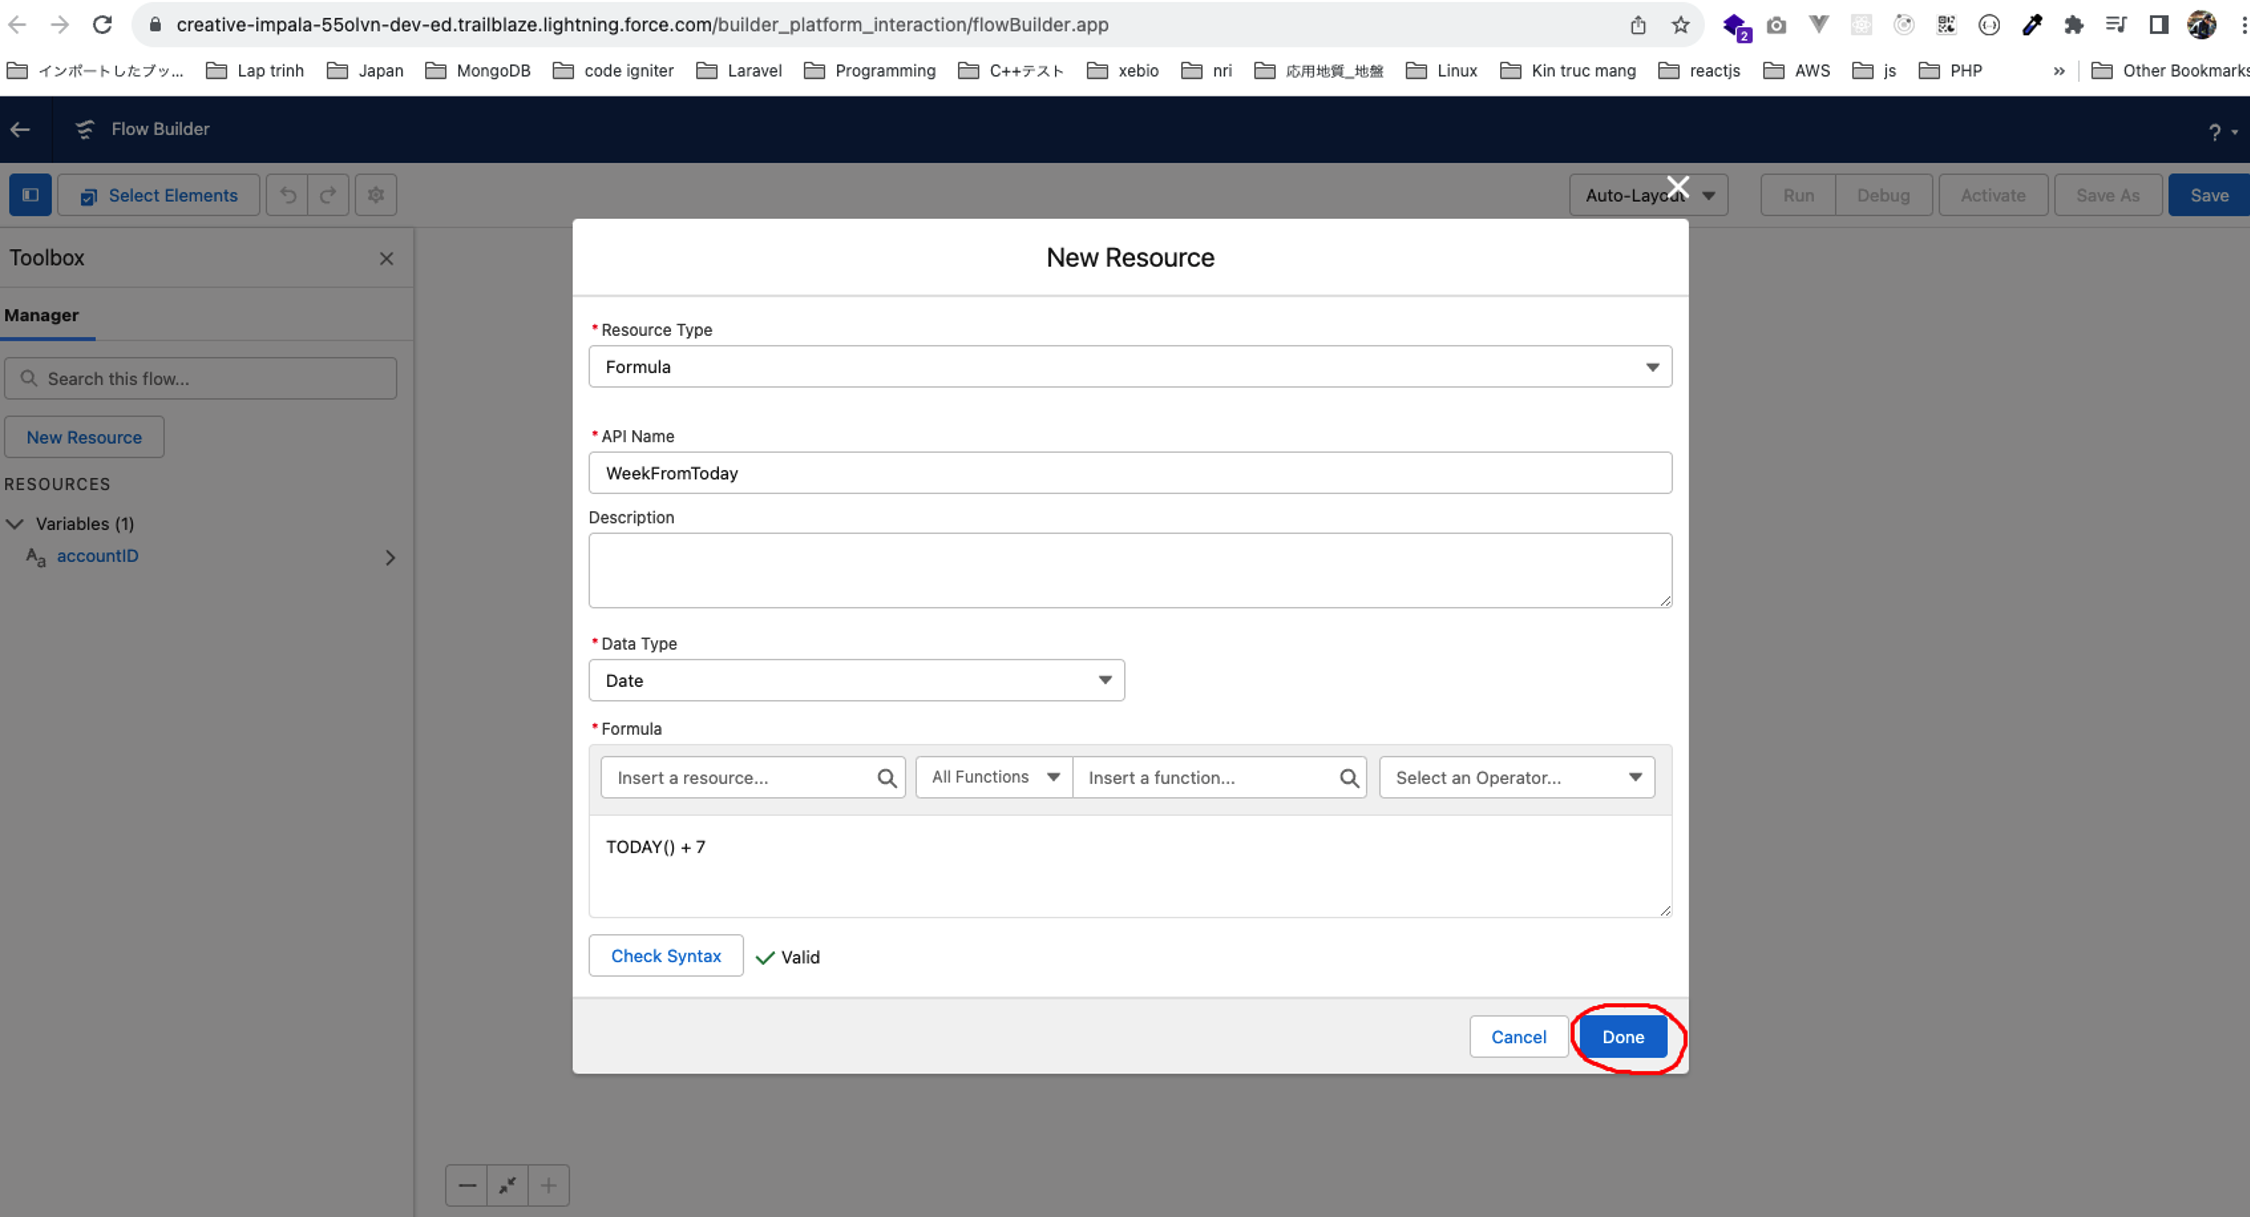 creative-impala-55olvn-dev-ed.trailblaze.lightning.force.com/builder_platform_interaction/flowBuilder.app
2
インポートしたブッ... Lap trinh Japan MongoDB code igniter Laravel Programming C++テスト xebio nri 応用地質_地盤 Linux Kin truc mang reactjs AWS js PHP » Other Bookmarks
Flow Builder ?
Select Elements Auto-Layout Run Debug Activate Save As Save
Toolbox
Manager
Search this flow...
New Resource
RESOURCES
Variables (1)
Aa accountID
New Resource
* Resource Type
Formula
* API Name
WeekFromToday
Description
* Data Type
Date
* Formula
Insert a resource... All Functions Insert a function... Select an Operator...
TODAY() + 7
Check Syntax Valid
Cancel Done